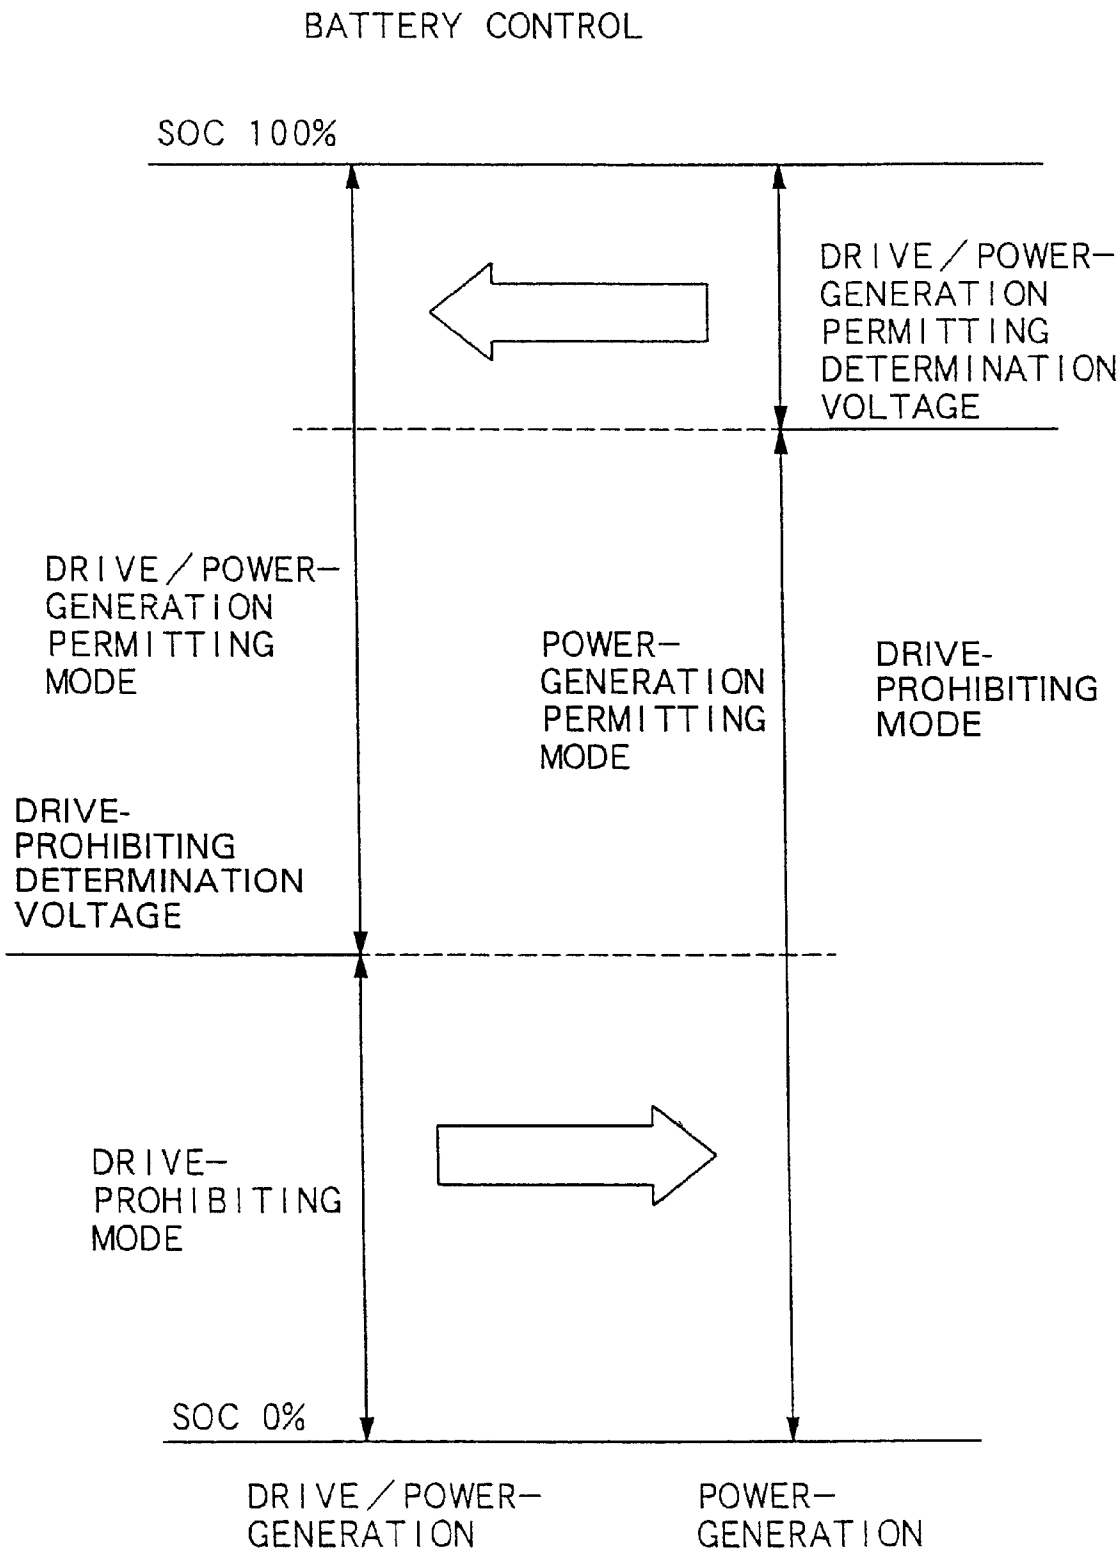 BATTERY CONTROL
SOC 100%
DRIVE/POWER-
GENERATION
PERMITTING
DETERMINATION
VOLTAGE
DRIVE/POWER-
GENERATION
PERMITTING
MODE
POWER-
GENERATION
PERMITTING
MODE
DRIVE-
PROHIBITING
MODE
DRIVE-
PROHIBITING
DETERMINATION
VOLTAGE
DRIVE-
PROHIBITING
MODE
SOC 0%
DRIVE/POWER-
GENERATION
POWER-
GENERATION